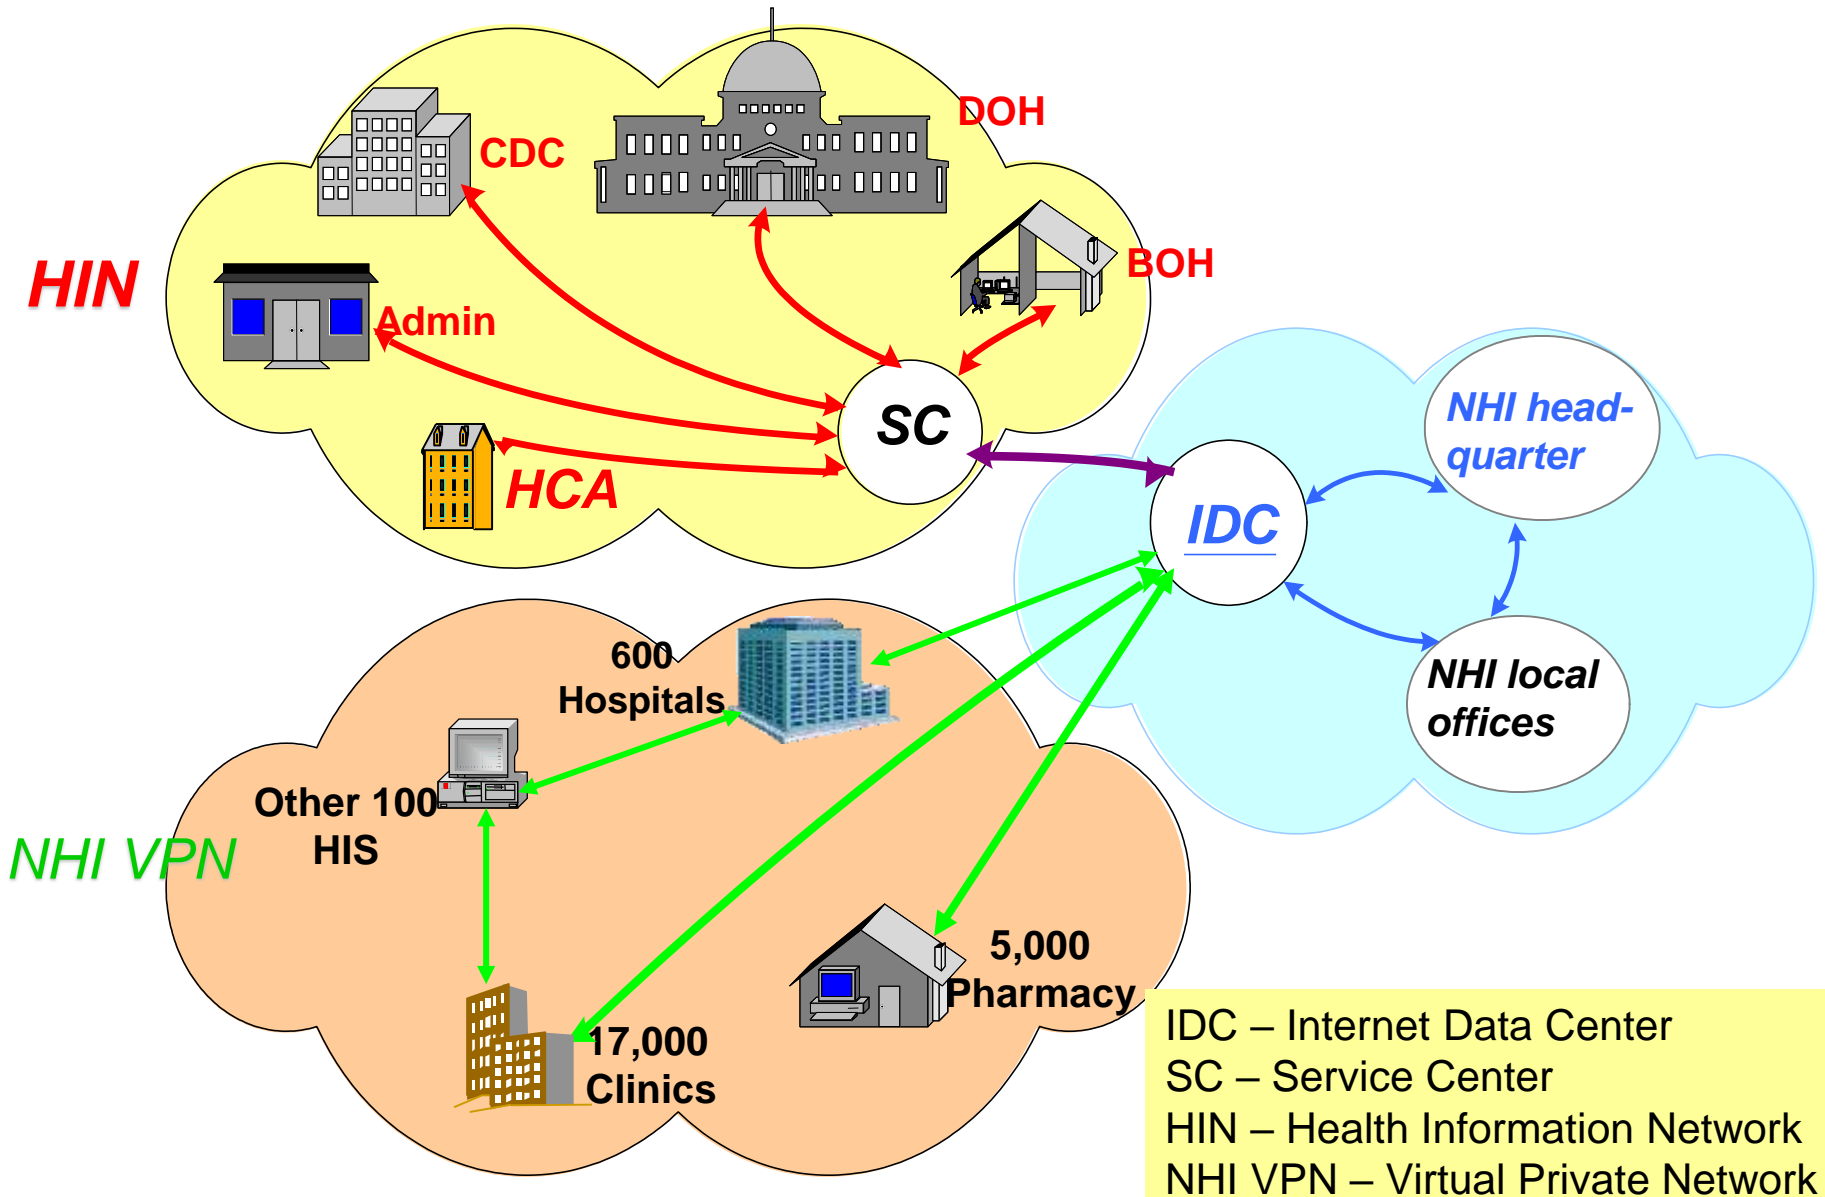 DOH
CDC
BOH
HIN
Admin
SC
HCA
NHI head-
quarter
IDC
NHI local
offices
600
Hospitals
Other 100
HIS
NHI VPN
5,000
Pharmacy
17,000
Clinics
IDC – Internet Data Center
SC – Service Center
HIN – Health Information Network
NHI VPN – Virtual Private Network